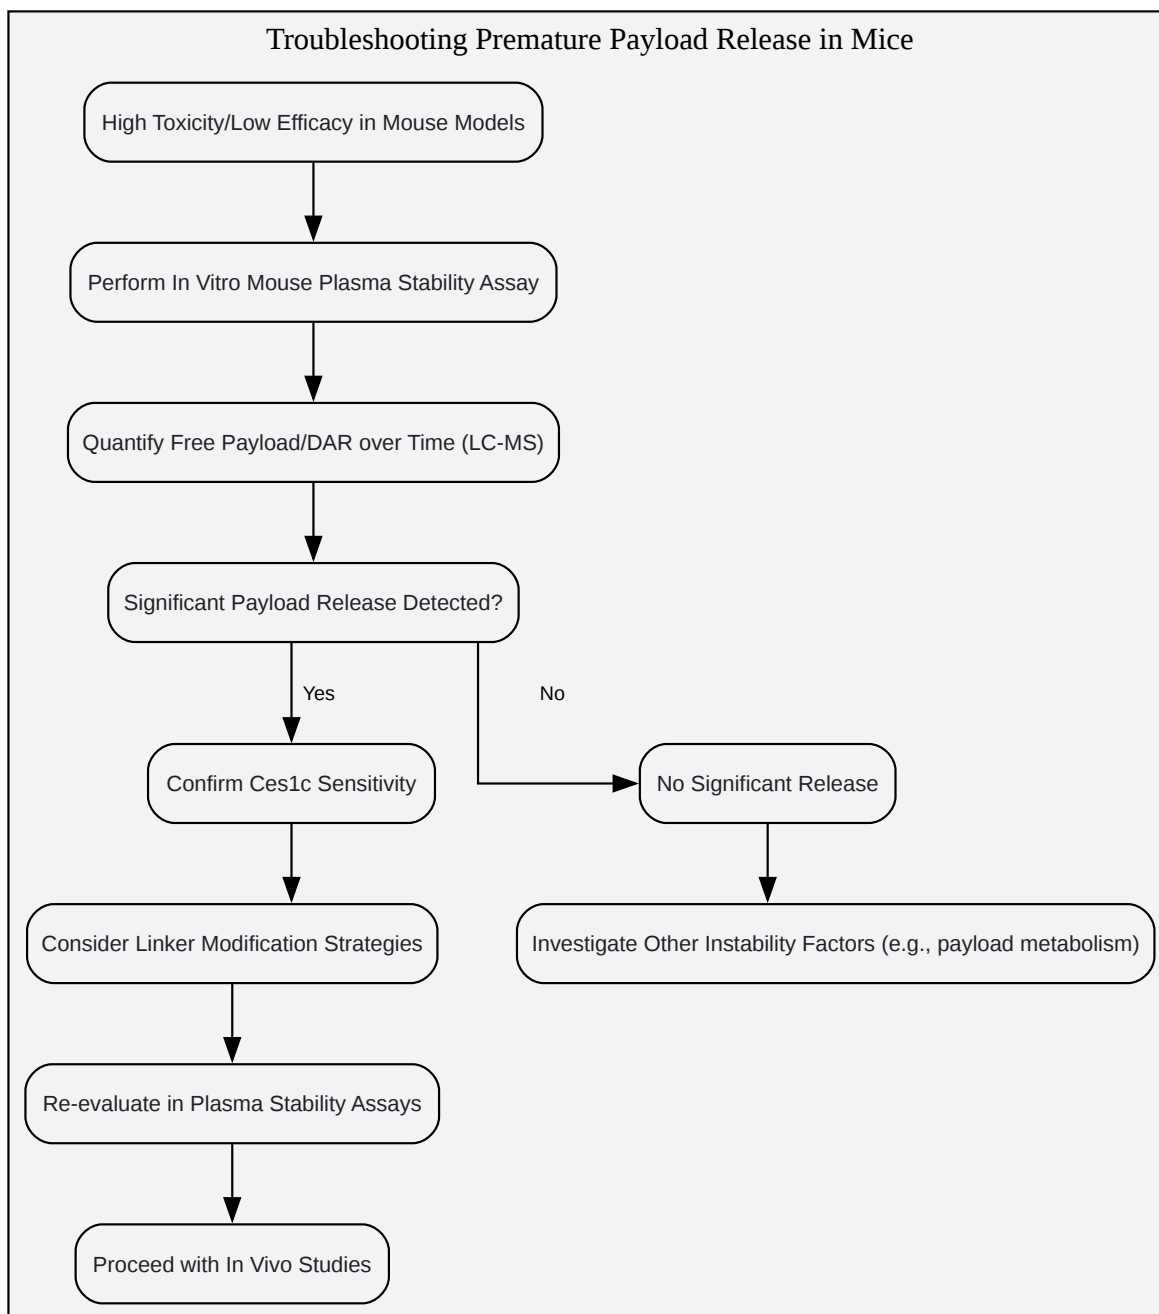 Troubleshooting Premature Payload Release in Mice
High Toxicity/Low Efficacy in Mouse Models
Perform In Vitro Mouse Plasma Stability Assay
Quantify Free Payload/DAR over Time (LC-MS)
Significant Payload Release Detected?
Yes
No
Confirm Ces1c Sensitivity
No Significant Release
Consider Linker Modification Strategies
Investigate Other Instability Factors (e.g., payload metabolism)
Re-evaluate in Plasma Stability Assays
Proceed with In Vivo Studies